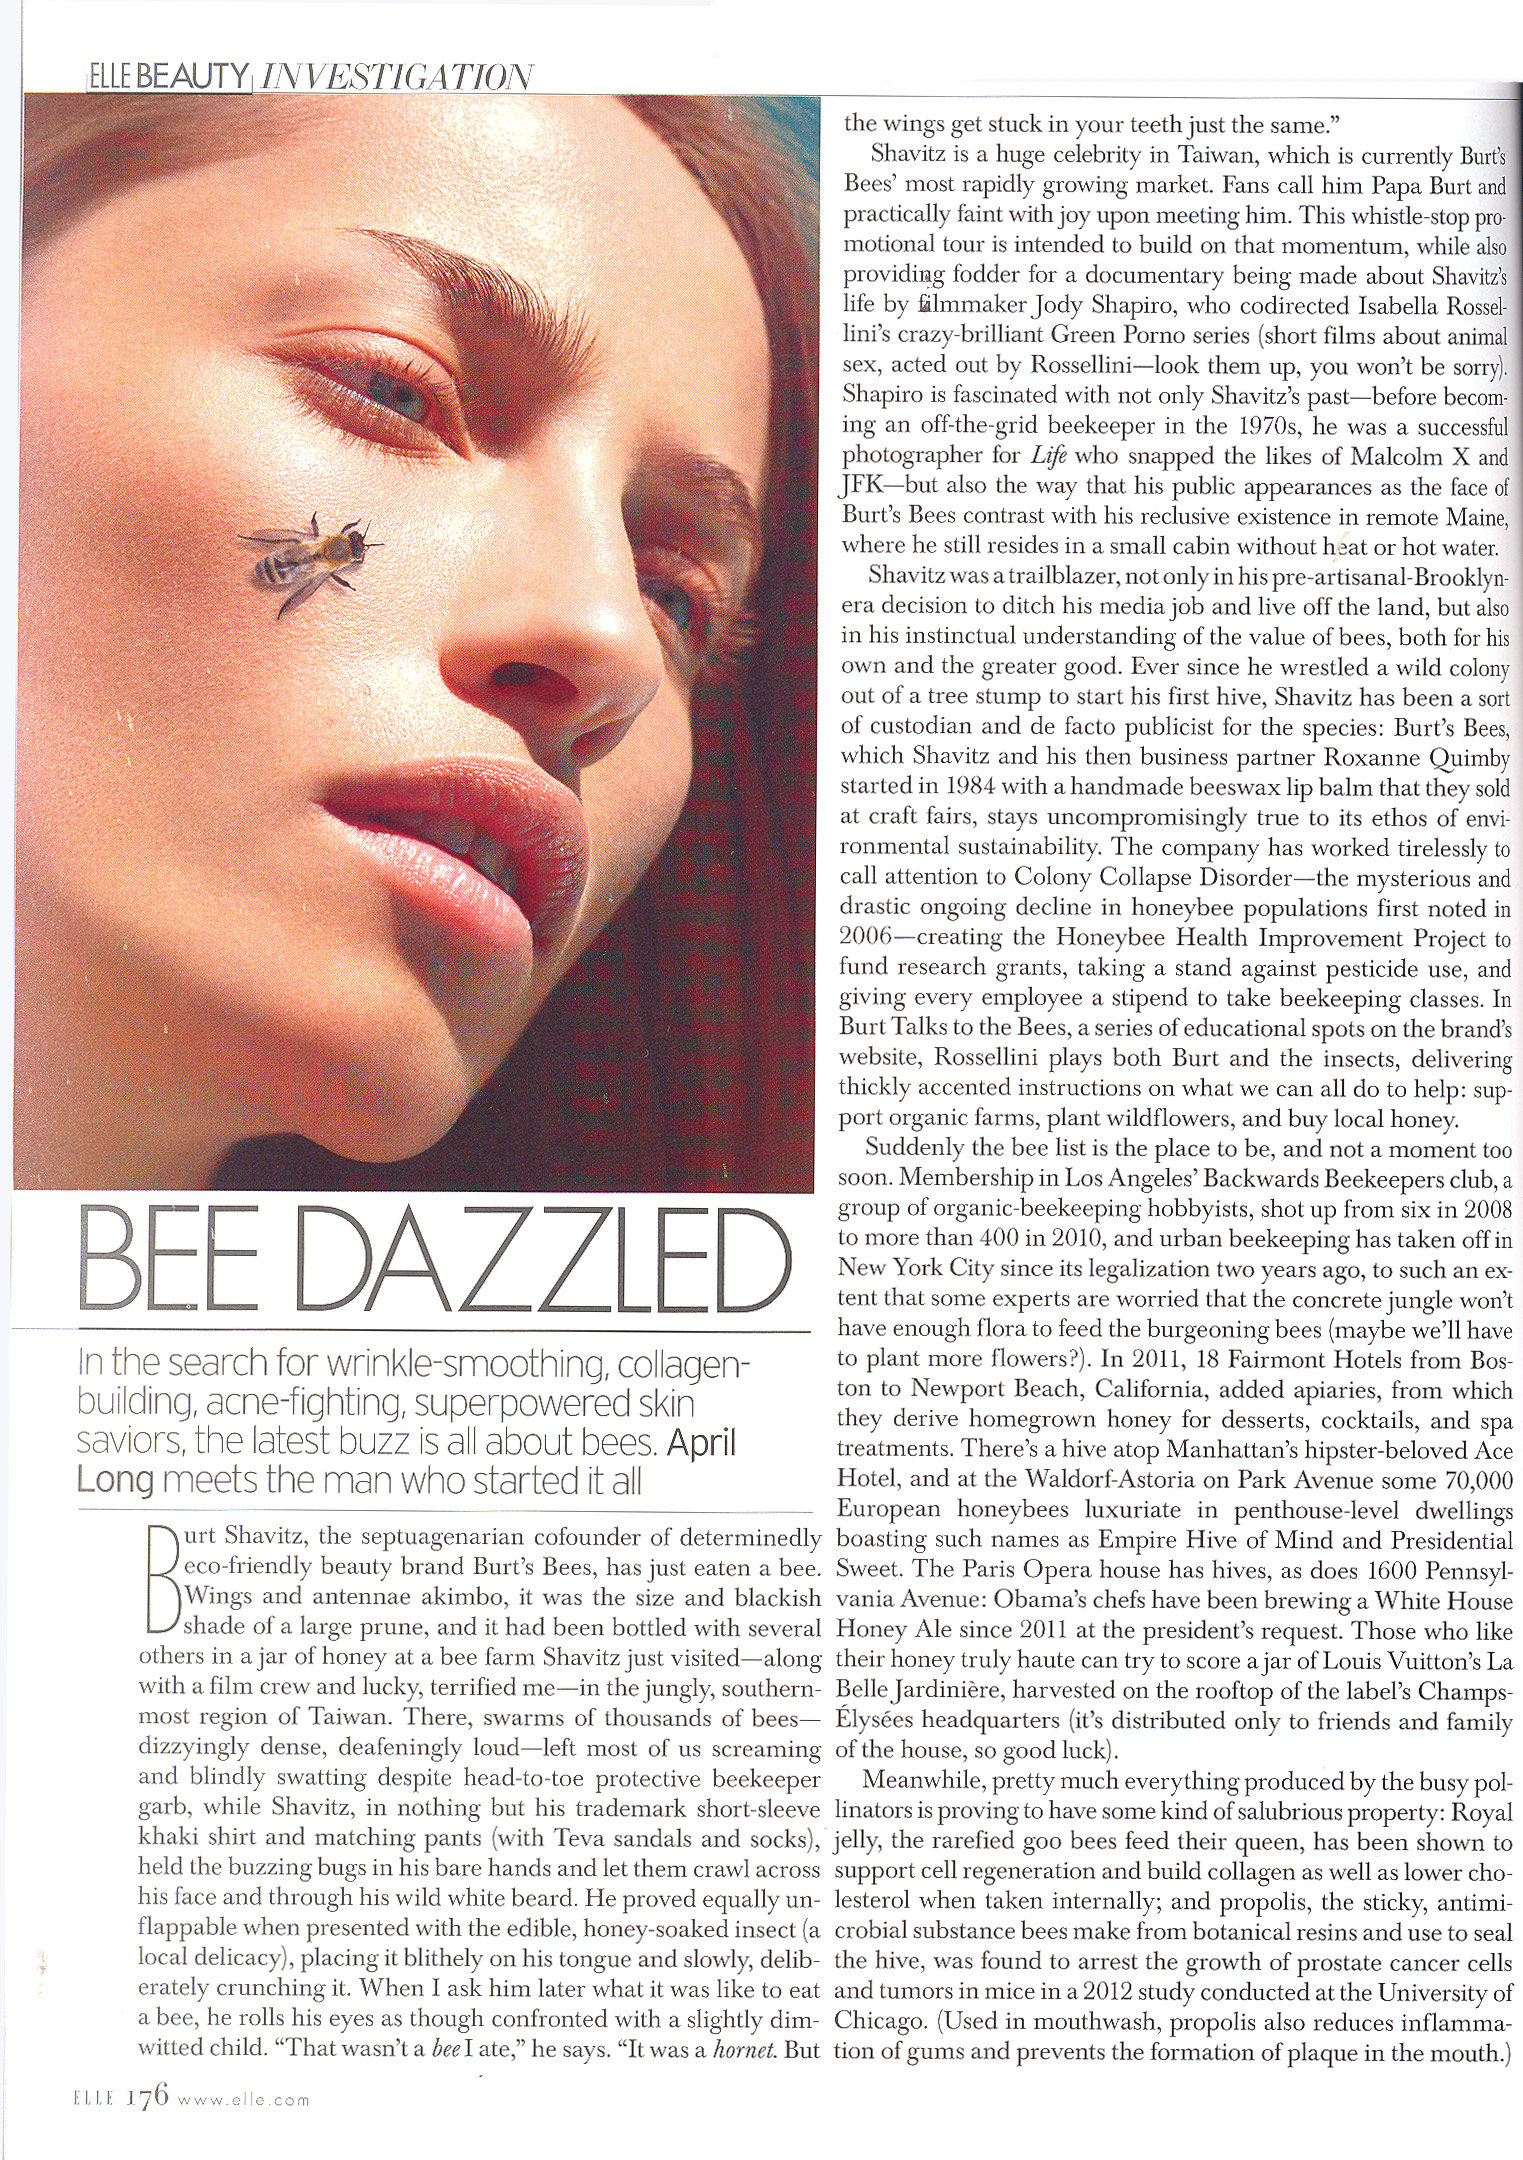 ELLE BEAUTY INVESTIGATION
BEE DAZZLED
In the search for wrinkle-smoothing, collagen-
building, acne-fighting, superpowered skin
saviors, the latest buzz is all about bees. April
Long meets the man who started it all
Burt Shavitz, the septuagenarian cofounder of determinedly
eco-friendly beauty brand Burt's Bees, has just eaten a bee.
Wings and antennae akimbo, it was the size and blackish
shade of a large prune, and it had been bottled with several
others in a jar of honey at a bee farm Shavitz just visited—along
with a film crew and lucky, terrified me—in the jungly, southern-
most region of Taiwan. There, swarms of thousands of bees—
dizzyingly dense, deafeningly loud—left most of us screaming
and blindly swatting despite head-to-toe protective beekeeper
garb, while Shavitz, in nothing but his trademark short-sleeve
khaki shirt and matching pants (with Teva sandals and socks),
held the buzzing bugs in his bare hands and let them crawl across
his face and through his wild white beard. He proved equally un-
flappable when presented with the edible, honey-soaked insect (a
local delicacy), placing it blithely on his tongue and slowly, delib-
erately crunching it. When I ask him later what it was like to eat
a bee, he rolls his eyes as though confronted with a slightly dim-
witted child. “That wasn't a bee I ate,” he says. “It was a hornet. But
the wings get stuck in your teeth just the same.”
Shavitz is a huge celebrity in Taiwan, which is currently Burt's
Bees' most rapidly growing market. Fans call him Papa Burt and
practically faint with joy upon meeting him. This whistle-stop pro-
motional tour is intended to build on that momentum, while also
providing fodder for a documentary being made about Shavitz's
life by filmmaker Jody Shapiro, who codirected Isabella Rossel-
lini's crazy-brilliant Green Porno series (short films about animal
sex, acted out by Rossellini—look them up, you won't be sorry).
Shapiro is fascinated with not only Shavitz's past—before becom-
ing an off-the-grid beekeeper in the 1970s, he was a successful
photographer for Life who snapped the likes of Malcolm X and
JFK—but also the way that his public appearances as the face of
Burt's Bees contrast with his reclusive existence in remote Maine,
where he still resides in a small cabin without heat or hot water.
Shavitz was a trailblazer, not only in his pre-artisanal-Brooklyn-
era decision to ditch his media job and live off the land, but also
in his instinctual understanding of the value of bees, both for his
own and the greater good. Ever since he wrestled a wild colony
out of a tree stump to start his first hive, Shavitz has been a sort
of custodian and de facto publicist for the species: Burt's Bees,
which Shavitz and his then business partner Roxanne Quimby
started in 1984 with a handmade beeswax lip balm that they sold
at craft fairs, stays uncompromisingly true to its ethos of envi-
ronmental sustainability. The company has worked tirelessly to
call attention to Colony Collapse Disorder—the mysterious and
drastic ongoing decline in honeybee populations first noted in
2006—creating the Honeybee Health Improvement Project to
fund research grants, taking a stand against pesticide use, and
giving every employee a stipend to take beekeeping classes. In
Burt Talks to the Bees, a series of educational spots on the brand's
website, Rossellini plays both Burt and the insects, delivering
thickly accented instructions on what we can all do to help: sup-
port organic farms, plant wildflowers, and buy local honey.
Suddenly the bee list is the place to be, and not a moment too
soon. Membership in Los Angeles' Backwards Beekeepers club, a
group of organic-beekeeping hobbyists, shot up from six in 2008
to more than 400 in 2010, and urban beekeeping has taken off in
New York City since its legalization two years ago, to such an ex-
tent that some experts are worried that the concrete jungle won't
have enough flora to feed the burgeoning bees (maybe we'll have
to plant more flowers?). In 2011, 18 Fairmont Hotels from Bos-
ton to Newport Beach, California, added apiaries, from which
they derive homegrown honey for desserts, cocktails, and spa
treatments. There's a hive atop Manhattan's hipster-beloved Ace
Hotel, and at the Waldorf-Astoria on Park Avenue some 70,000
European honeybees luxuriate in penthouse-level dwellings
boasting such names as Empire Hive of Mind and Presidential
Sweet. The Paris Opera house has hives, as does 1600 Pennsyl-
vania Avenue: Obama's chefs have been brewing a White House
Honey Ale since 2011 at the president's request. Those who like
their honey truly haute can try to score a jar of Louis Vuitton's La
Belle Jardinière, harvested on the rooftop of the label's Champs-
Élysées headquarters (it's distributed only to friends and family
of the house, so good luck).
Meanwhile, pretty much everything produced by the busy pol-
linators is proving to have some kind of salubrious property: Royal
jelly, the rarefied goo bees feed their queen, has been shown to
support cell regeneration and build collagen as well as lower cho-
lesterol when taken internally; and propolis, the sticky, antimi-
crobial substance bees make from botanical resins and use to seal
the hive, was found to arrest the growth of prostate cancer cells
and tumors in mice in a 2012 study conducted at the University of
Chicago. (Used in mouthwash, propolis also reduces inflamma-
tion of gums and prevents the formation of plaque in the mouth.)
ELLE 176 www.elle.com